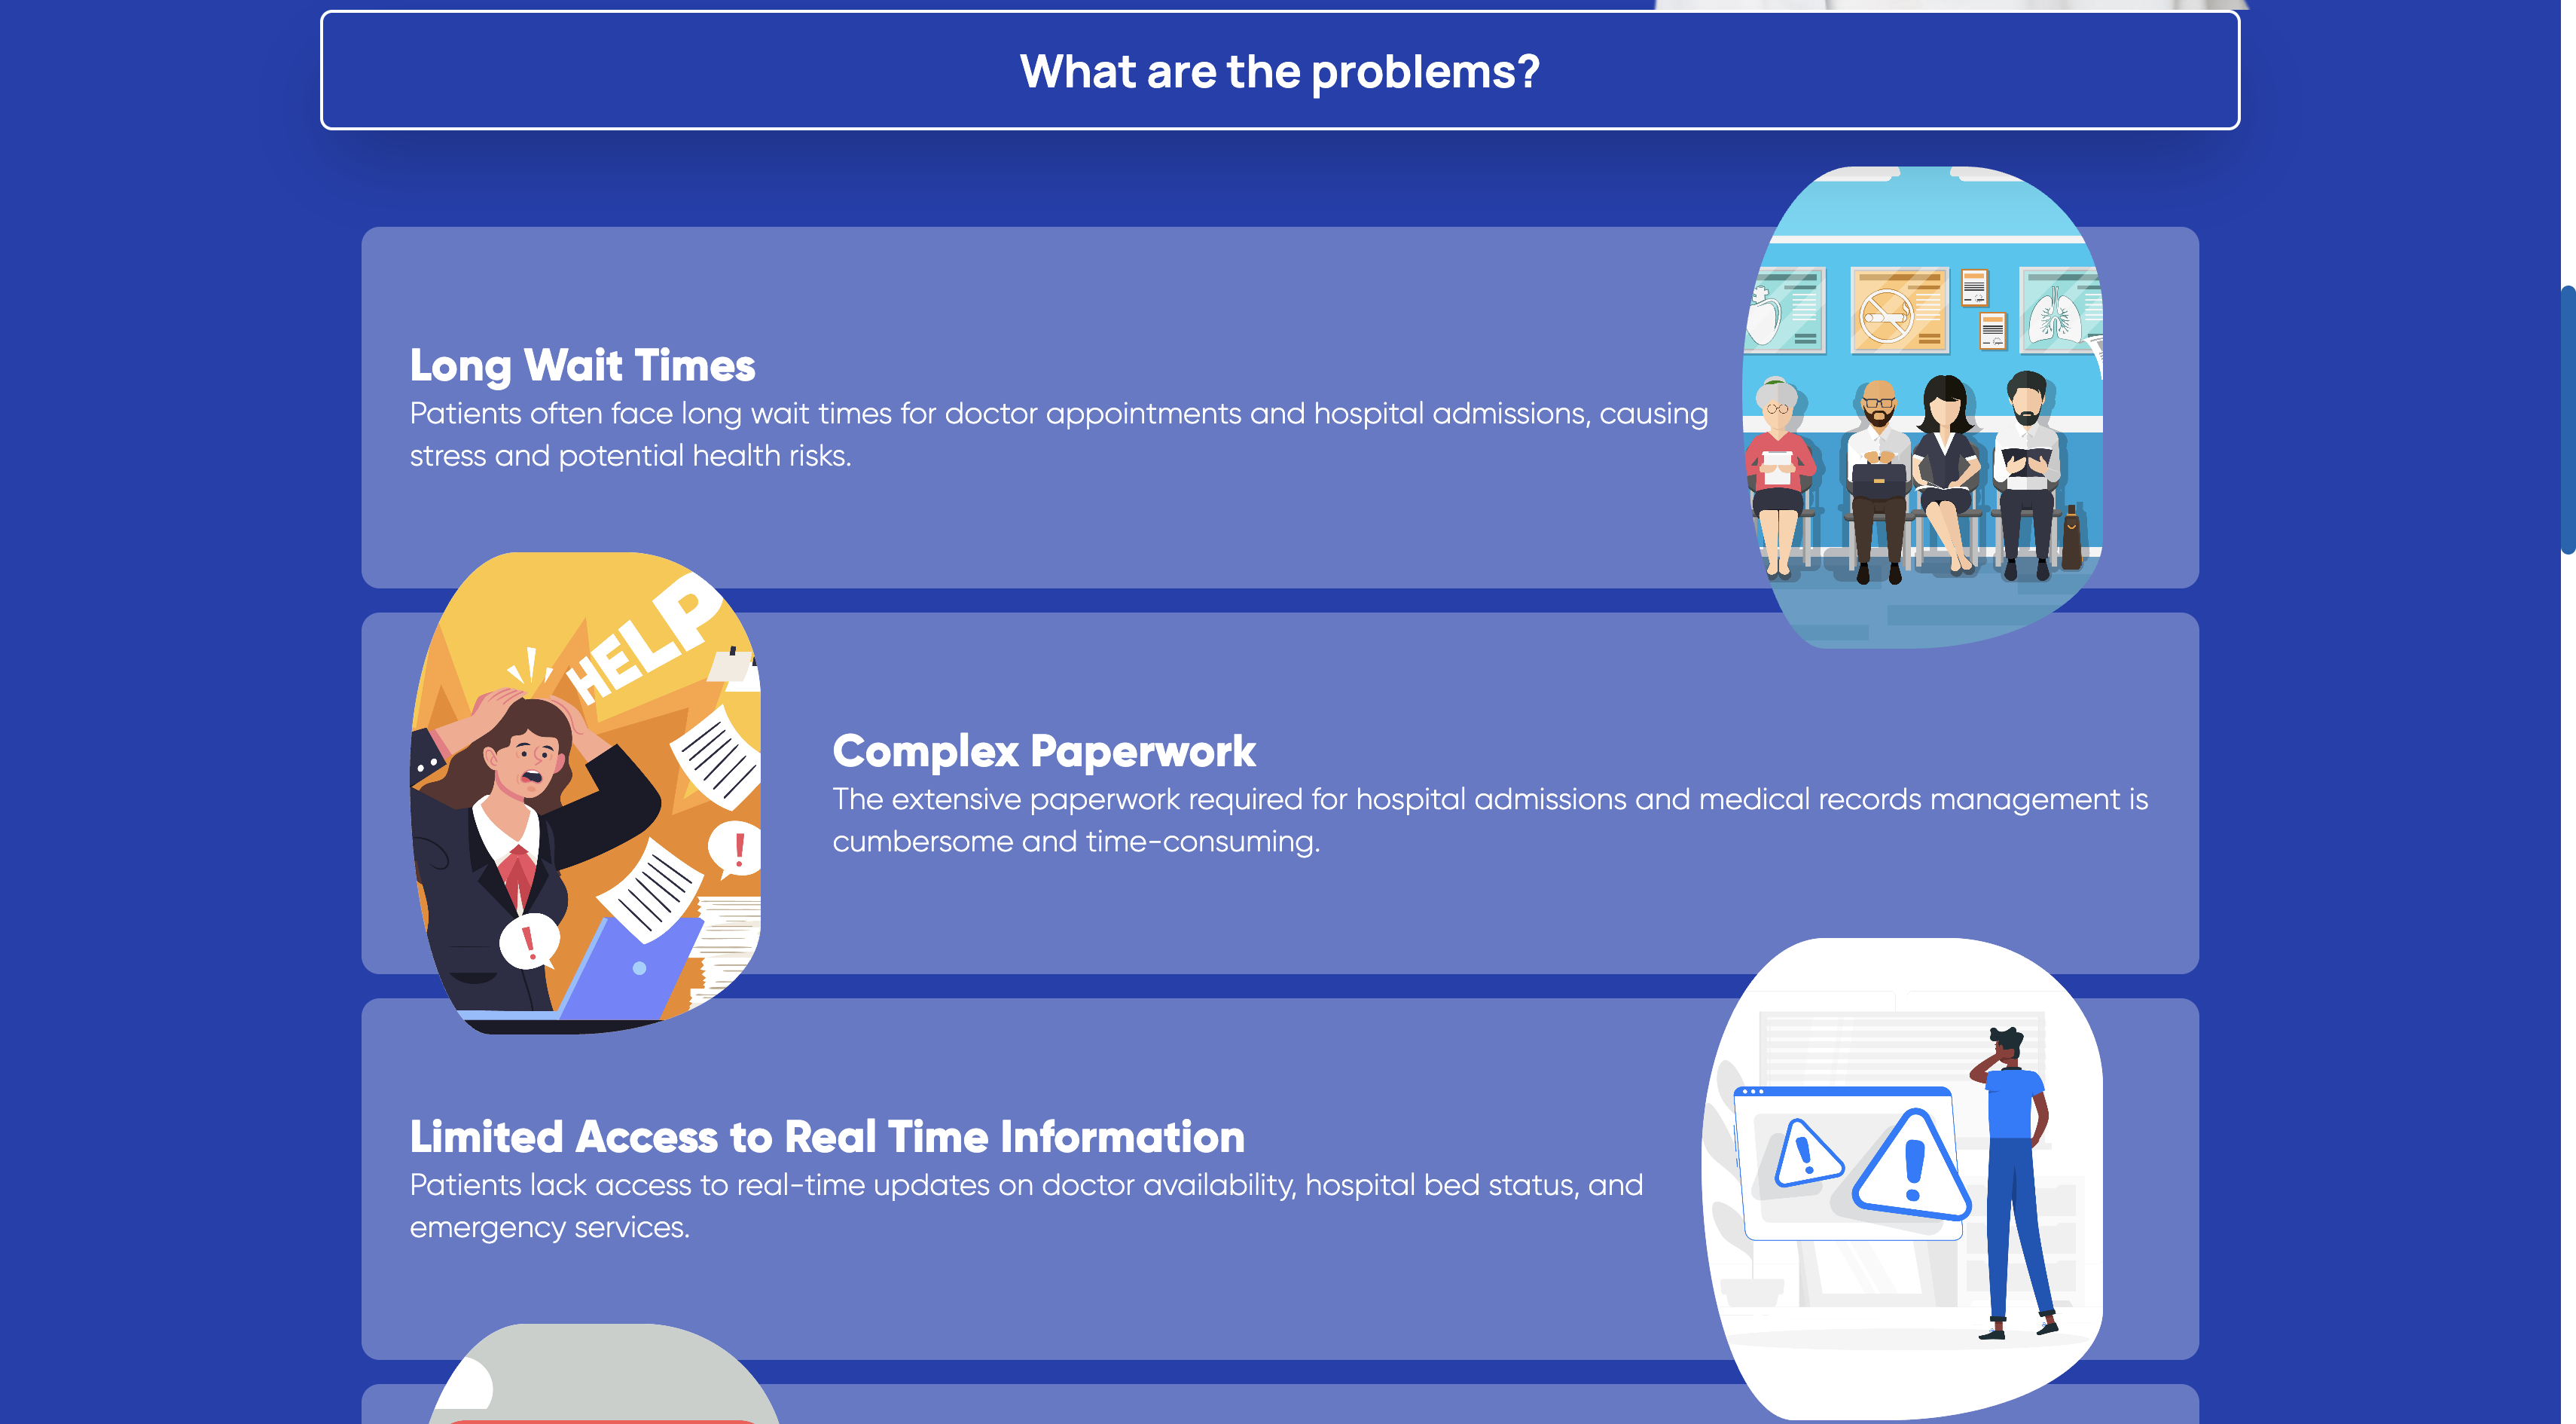 What are the problems?
Long Wait Times
Patients often face long wait times for doctor appointments and hospital admissions, causing
stress and potential health risks.
HELP
!
!
Complex Paperwork
The extensive paperwork required for hospital admissions and medical records management is
cumbersome and time-consuming.
Limited Access to Real Time Information
Patients lack access to real-time updates on doctor availability, hospital bed status, and
emergency services.
! !